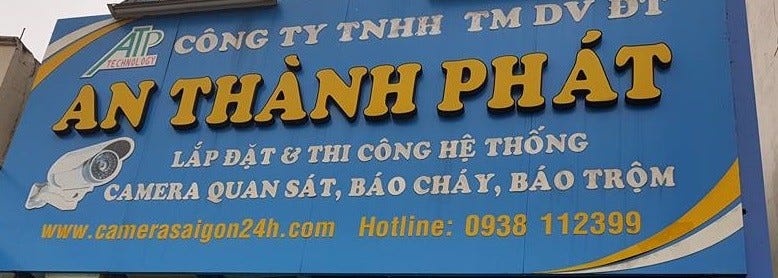 ATP
TECHNOLOGY
CÔNG TY TNHH TM DV ĐT
AN THÀNH PHÁT
LẮP ĐẶT & THI CÔNG HỆ THỐNG
CAMERA QUAN SÁT, BÁO CHÁY, BÁO TRỘM
www.camerasaigon24h.com Hotline: 0938 112399